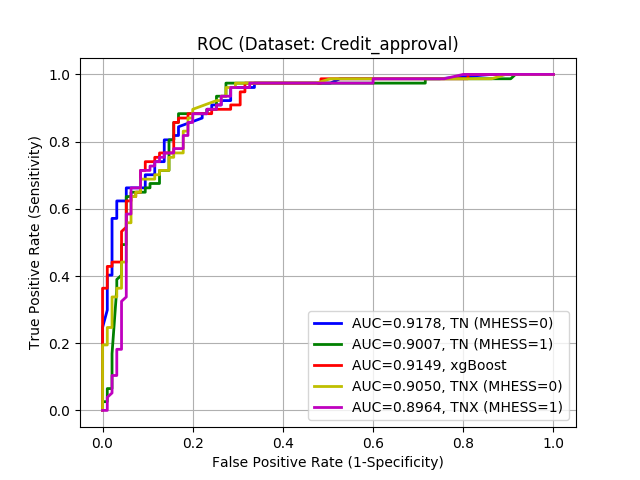 ROC (Dataset: Credit_approval)
True Positive Rate (Sensitivity)
1.0
0.8
0.6
0.4
0.2
0.0
AUC=0.9178, TN (MHESS=0)
AUC=0.9007, TN (MHESS=1)
AUC=0.9149, xgBoost
AUC=0.9050, TNX (MHESS=0)
AUC=0.8964, TNX (MHESS=1)
0.0 0.2 0.4 0.6 0.8 1.0
False Positive Rate (1-Specificity)